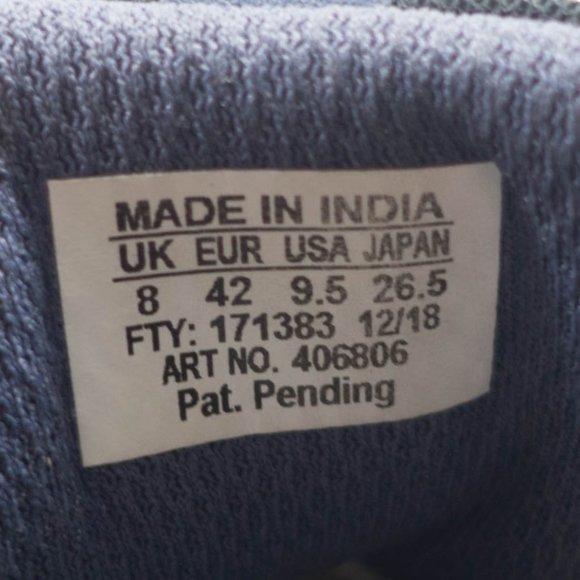 MADE IN INDIA
UK EUR USA JAPAN
8 42 9.5 26.5
FTY: 171383 12/18
ART NO. 406806
Pat. Pending